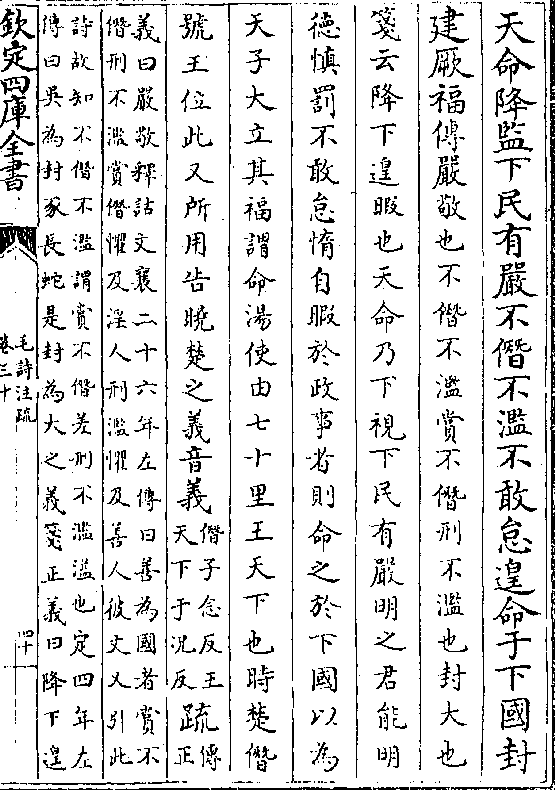 天命降監下民有嚴不僭不濫不敢怠遑命于下國封
建厥福傳嚴敬也不僭不濫賞不僭刑不濫也封大也
箋云降下遑暇也天命乃下視下民有嚴明之君能明
德慎罰不敢怠惰自暇於政事者則命之於下國以為
天子大立其福謂命湯使由七十里王天下也時楚僭
號王位此又所用告曉楚之義音義
僭子念反王
天下于況反
疏
傳
正
義曰嚴敬釋詁文襄二十六年左傳曰善為國者賞不
僭刑不濫賞僭懼及淫人刑濫懼及善人彼文又引此
詩故知不僭不濫謂賞不僭差刑不濫溢也定四年左
傳曰吳為封豕長蛇是封為大之義箋正義曰降下遑
欽定四庫全書
毛詩注疏
卷三十
四十